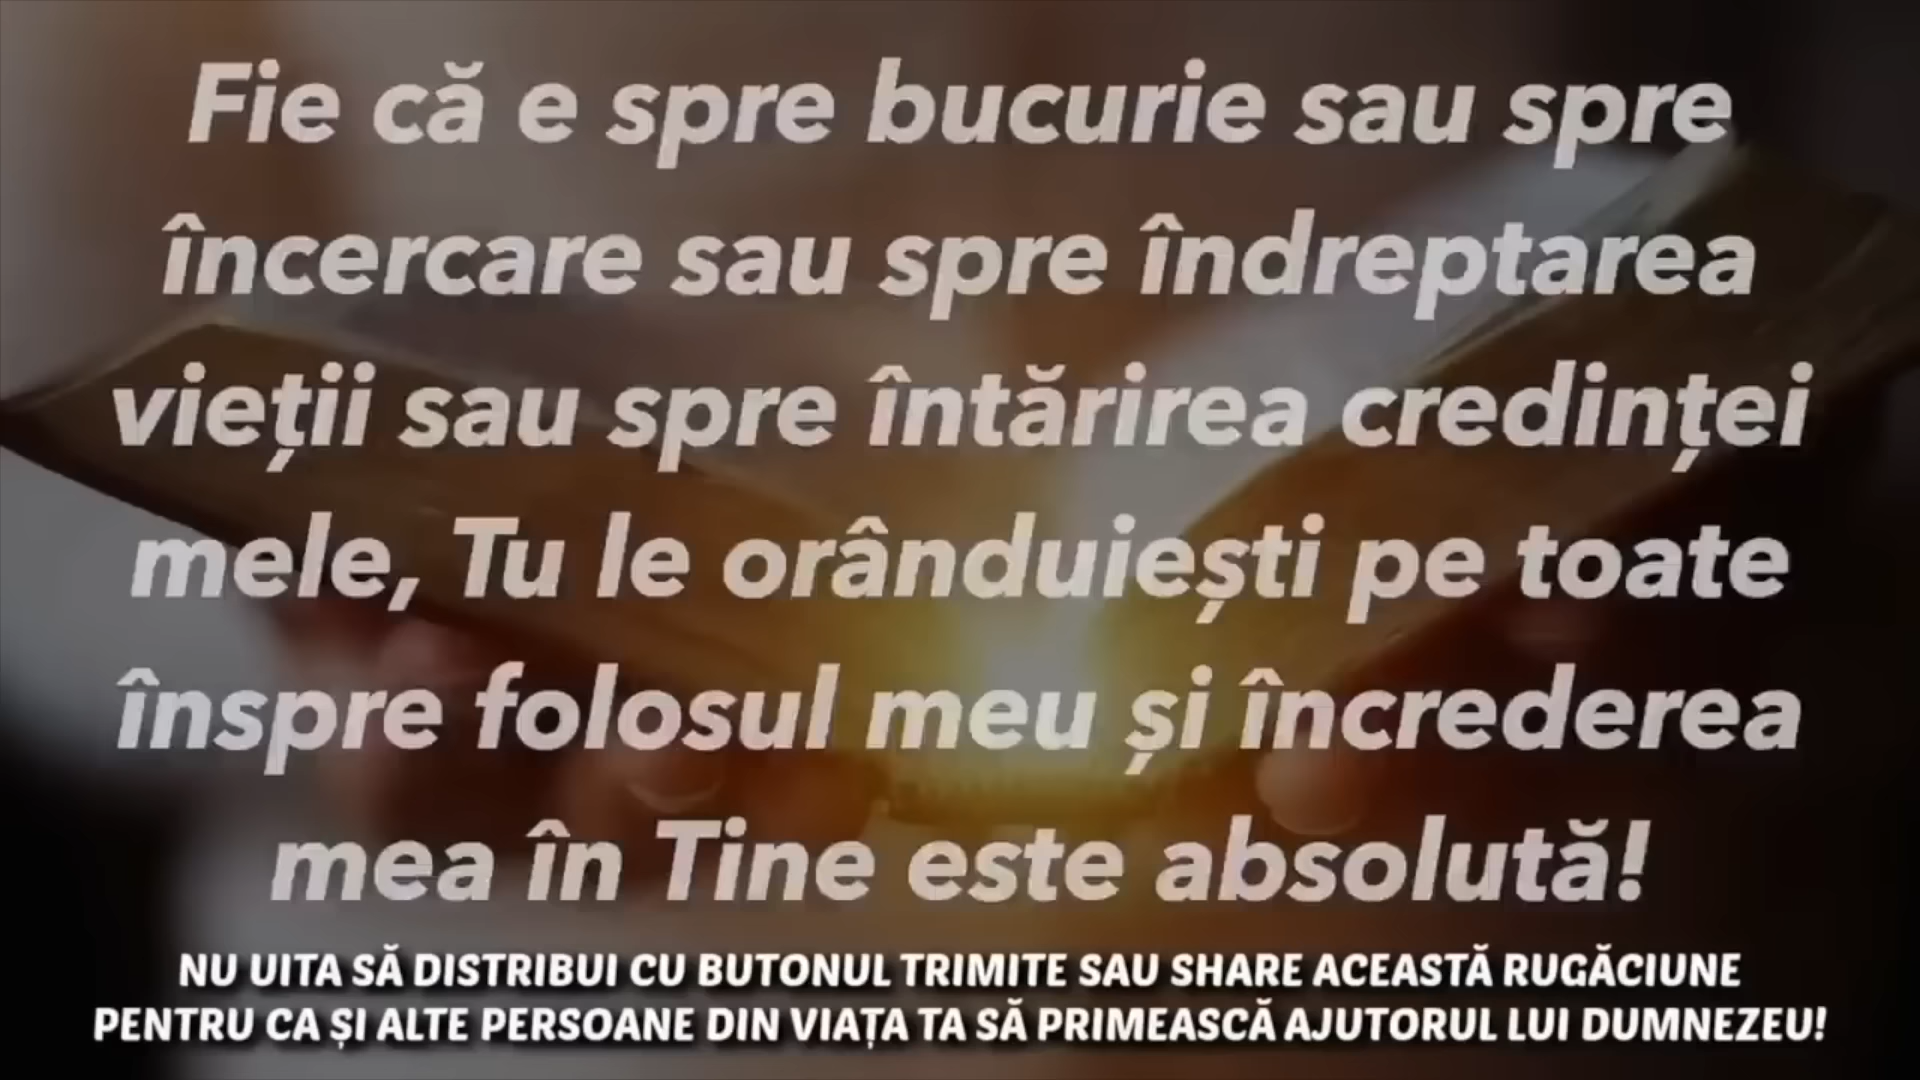 Fie că e spre bucurie sau spre
încercare sau spre îndreptarea
vieții sau spre întărirea credinței
mele, Tu le orânduiești pe toate
înspre folosul meu și încrederea
mea în Tine este absolută!
NU UITA SĂ DISTRIBUI CU BUTONUL TRIMITE SAU SHARE ACEASTĂ RUGĂCIUNE
PENTRU CA ȘI ALTE PERSOANE DIN VIAȚA TA SĂ PRIMEASCĂ AJUTORUL LUI DUMNEZEU!